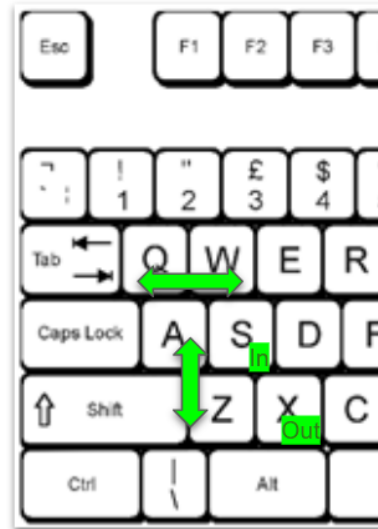 Esc F1 F2 F3
¬ ! " £ $
` ¦ 1 2 3 4
Tab Q W E R
Caps Lock A S D F
In
Shift Z X C
Out
Ctrl | \ Alt